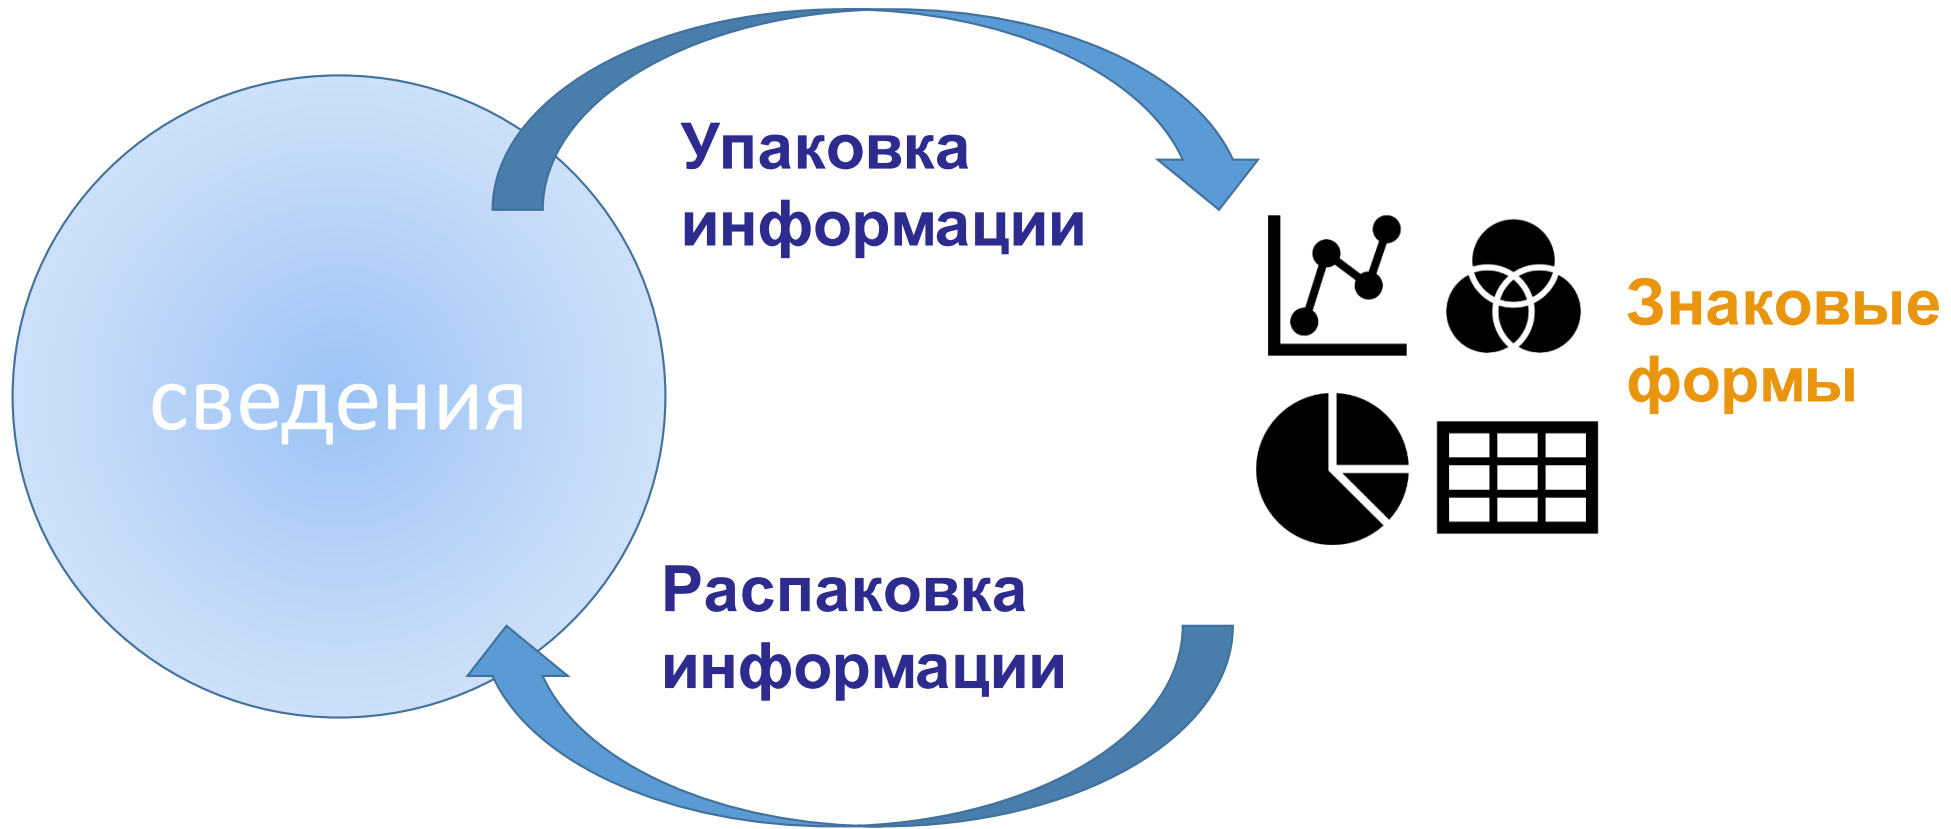 Упаковка
информации
сведения
Знаковые
формы
Распаковка
информации